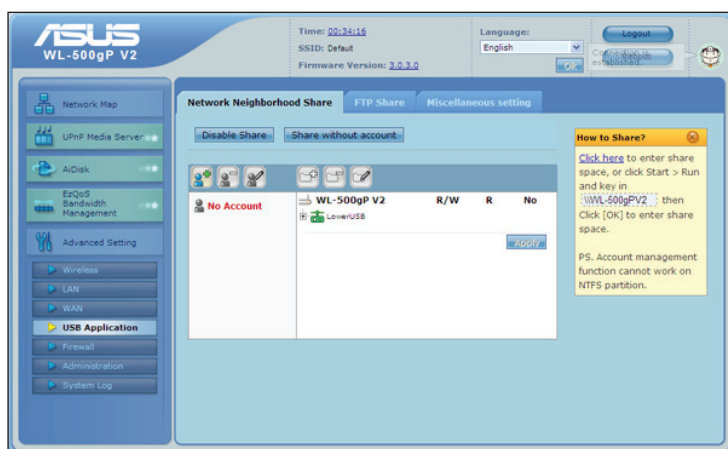 ASUS
WL-500gP V2
Time: 00:34:16
SSID: Default
Firmware Version: 3.0.3.0
Language:
English
Logout
Connection is
established.
Network Map
UPnP Media Server
AiDisk
EzQoS
Bandwidth
Management
Advanced Setting
Wireless
LAN
WAN
USB Application
Firewall
Administration
System Log
Network Neighborhood Share
FTP Share
Miscellaneous setting
Disable Share
Share without account
No Account
WL-500gP V2 R/W R No
LowerUSB
Apply
How to Share?
Click here to enter share
space, or click Start > Run
and key in
\\WL-500gPV2 then
Click [OK] to enter share
space.
PS. Account management
function cannot work on
NTFS partition.